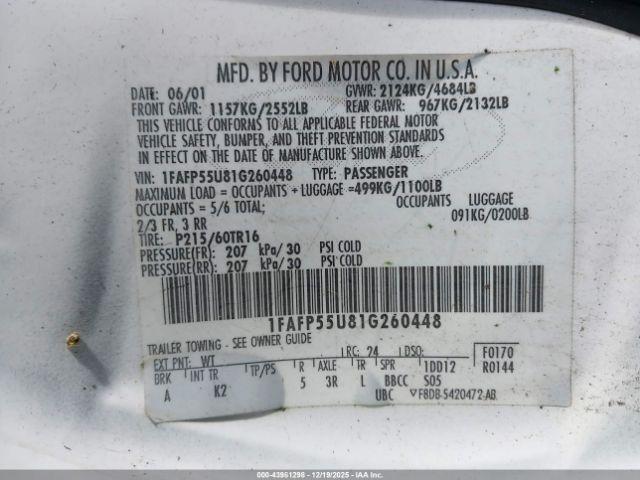 MFD. BY FORD MOTOR CO. IN U.S.A.
DATE: 06/01 GVWR: 2124KG/4684LB
FRONT GAWR: 1157KG/2552LB REAR GAWR: 967KG/2132LB
THIS VEHICLE CONFORMS TO ALL APPLICABLE FEDERAL MOTOR
VEHICLE SAFETY, BUMPER, AND THEFT PREVENTION STANDARDS
IN EFFECT ON THE DATE OF MANUFACTURE SHOWN ABOVE.
VIN: 1FAFP55U81G260448 TYPE: PASSENGER
MAXIMUM LOAD = OCCUPANTS + LUGGAGE =499KG/1100LB
OCCUPANTS = 5/6 TOTAL; OCCUPANTS LUGGAGE
2/3 FR, 3 RR 091KG/0200LB
TIRE: P215/60TR16
PRESSURE(FR): 207 kPa/ 30 PSI COLD
PRESSURE(RR): 207 kPa/ 30 PSI COLD
1FAFP55U81G260448
TRAILER TOWING - SEE OWNER GUIDE
EXT PNT: WT RC: 24 DSO: F0170
BRK INT TR TP/PS R AXLE TR SPR 1DD12 R0144
A K2 5 3R L BBCC S05
UBC F8DB-5420472-AB
000-43961298 - 12/19/2025 - IAA Inc.